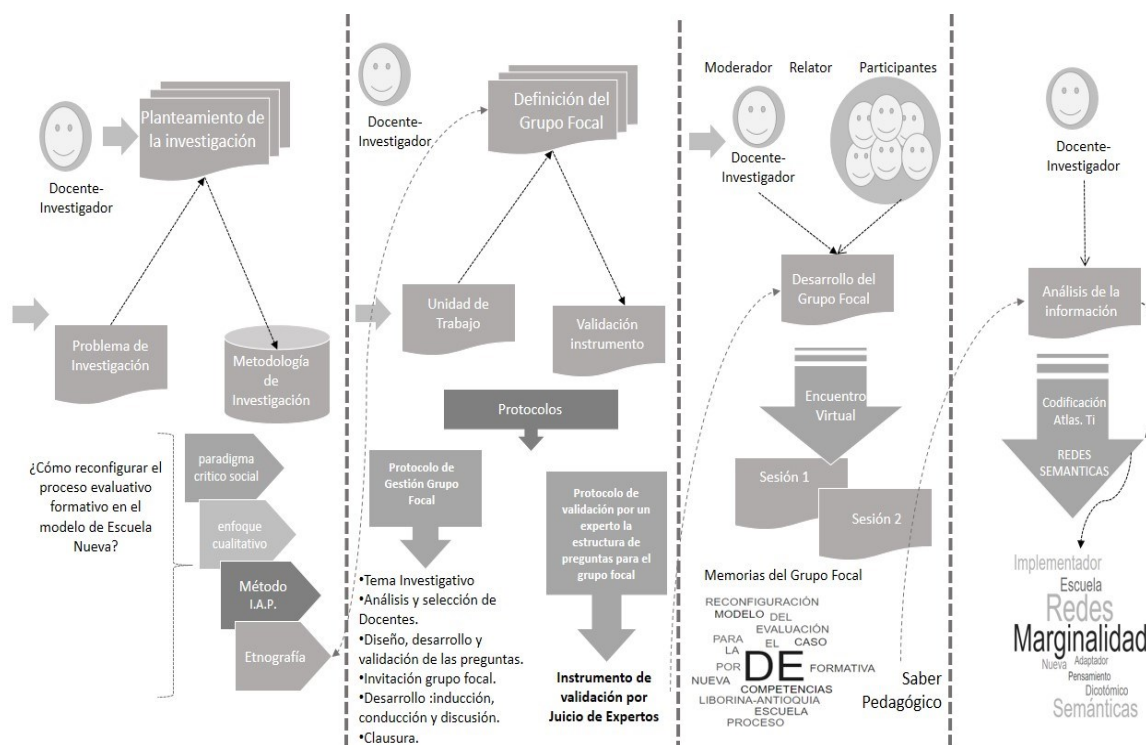 Docente-
Investigador
Planteamiento de
la investigación
Problema de
Investigación
Metodología
de
Investigación
¿Cómo reconfigurar el
proceso evaluativo
formativo en el
modelo de Escuela
Nueva?
paradigma
critico social
enfoque
cualitativo
Método
I.A.P.
Etnografía
Docente-
Investigador
Definición del
Grupo Focal
Unidad de
Trabajo
Validación
instrumento
Protocolos
Protocolo de
Gestión Grupo
Focal
•Tema Investigativo
•Análisis y selección de
Docentes.
•Diseño, desarrollo y
validación de las preguntas.
•Invitación grupo focal.
•Desarrollo :inducción,
conducción y discusión.
•Clausura.
Protocolo de
validación por un
experto la
estructura de
preguntas para el
grupo focal
Instrumento de
validación por
Juicio de Expertos
Moderador
Relator
Participantes
Docente-
Investigador
Desarrollo del
Grupo Focal
Encuentro
Virtual
Sesión 1
Sesión 2
Memorias del Grupo Focal
RECONFIGURACIÓN
MODELO DEL
EVALUACIÓN
PARA EL CASO
LA
POR DE FORMATIVA
NUEVA
COMPETENCIAS
LIBORINA-ANTIOQUIA
ESCUELA
PROCESO
Saber
Pedagógico
Docente-
Investigador
Análisis de la
información
Codificación
Atlas. Ti
REDES
SEMANTICAS
Implementador
Escuela
Redes
Marginalidad
Nueva Adaptador
Pensamiento
Dicotómico
Semánticas